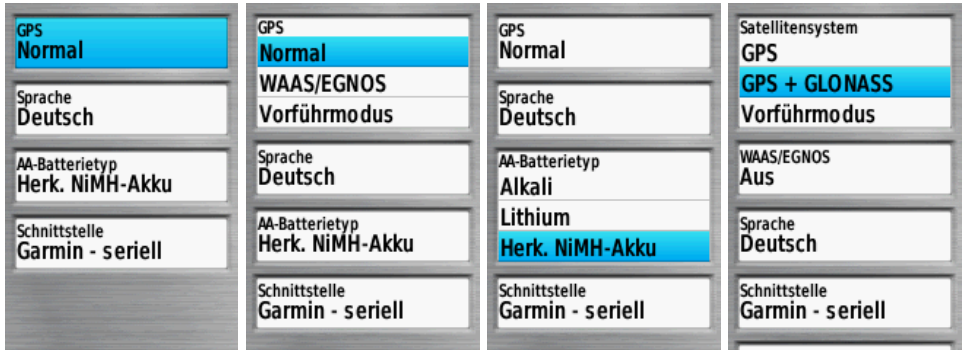 GPS
Normal
Sprache
Deutsch
AA-Batterietyp
Herk. NiMH-Akku
Schnittstelle
Garmin - seriell
GPS
Normal
WAAS/EGNOS
Vorführmodus
Sprache
Deutsch
AA-Batterietyp
Herk. NiMH-Akku
Schnittstelle
Garmin - seriell
GPS
Normal
Sprache
Deutsch
AA-Batterietyp
Alkali
Lithium
Herk. NiMH-Akku
Schnittstelle
Garmin - seriell
Satellitensystem
GPS
GPS + GLONASS
Vorführmodus
WAAS/EGNOS
Aus
Sprache
Deutsch
Schnittstelle
Garmin - seriell